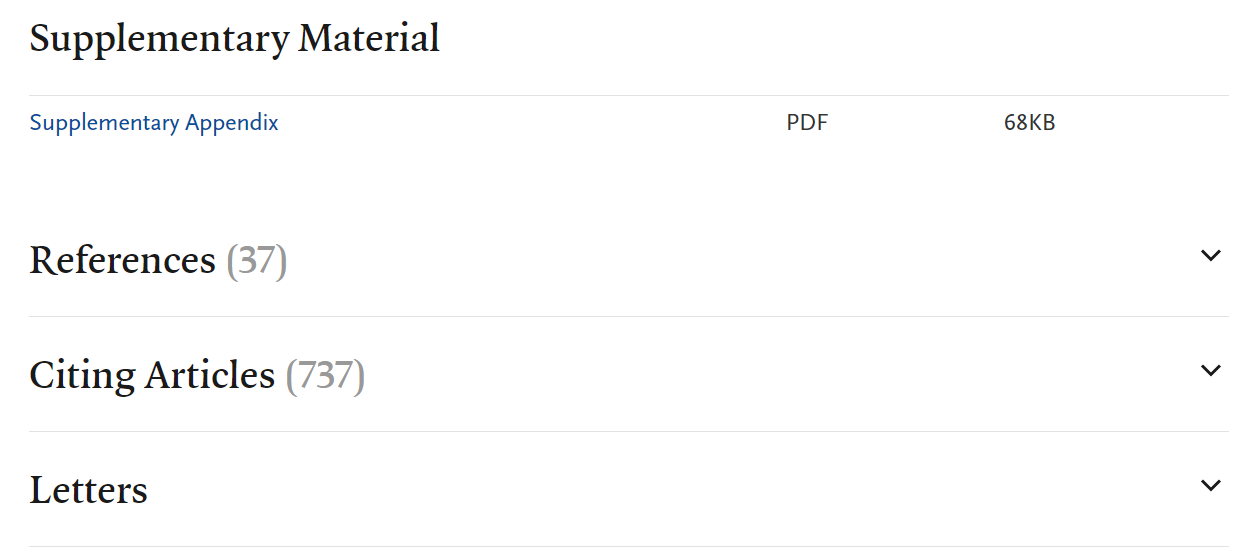 Supplementary Material
Supplementary Appendix PDF 68KB
References (37)
Citing Articles (737)
Letters